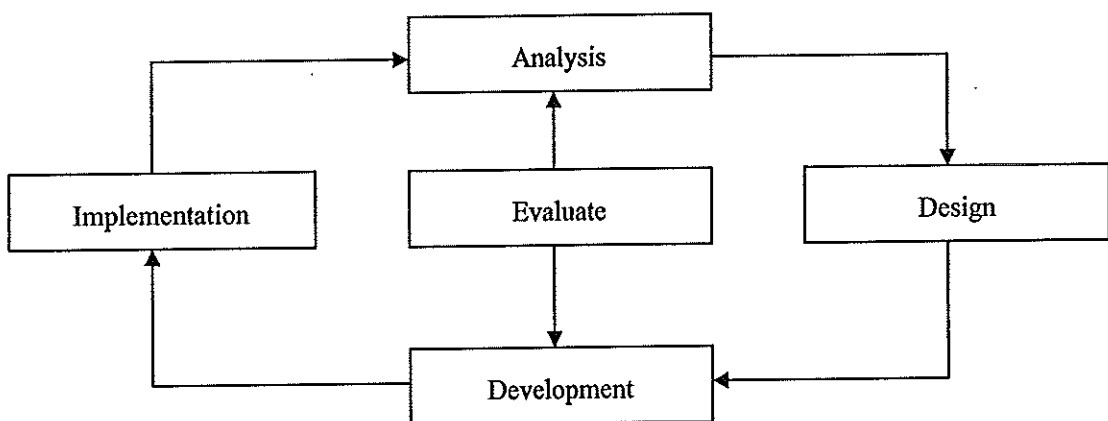 Analysis
Implementation
Evaluate
Design
Development